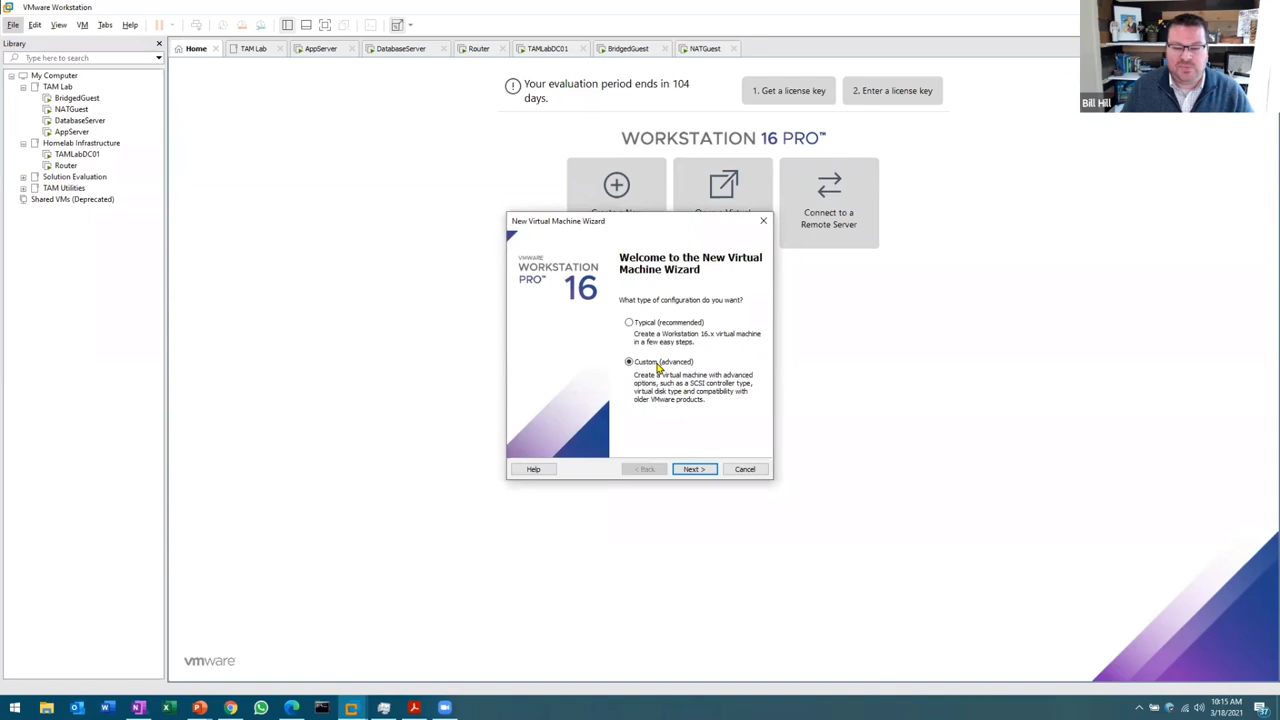 VMware Workstation
File Edit View VM Tabs Help
Library
Type here to search
My Computer
TAM Lab
BridgedGuest
NATGuest
DatabaseServer
AppServer
Homelab Infrastructure
TAMLabDC01
Router
Solution Evaluation
TAM Utilities
Shared VMs (Deprecated)
Home TAM Lab AppServer DatabaseServer Router TAMLabDC01 BridgedGuest NATGuest
Your evaluation period ends in 104
days.
1. Get a license key
2. Enter a license key
WORKSTATION 16 PRO™
Connect to a
Remote Server
New Virtual Machine Wizard
VMWARE
WORKSTATION
PRO™ 16
Welcome to the New Virtual
Machine Wizard
What type of configuration do you want?
Typical (recommended)
Create a Workstation 16.x virtual machine
in a few easy steps.
Custom (advanced)
Create a virtual machine with advanced
options, such as a SCSI controller type,
virtual disk type and compatibility with
older VMware products.
Help
< Back
Next >
Cancel
Bill Hill
vmware
10:15 AM
3/18/2021
37